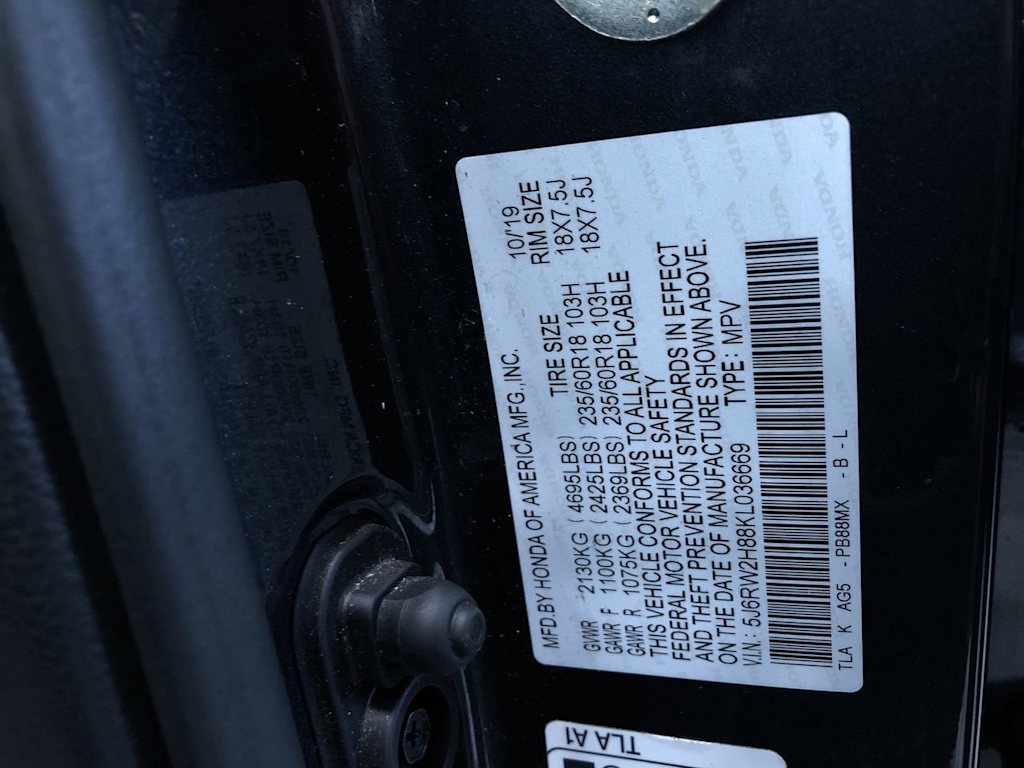 MFD.BY HONDA OF AMERICA MFG.,INC. 10/'19
TIRE SIZE RIM SIZE
GVWR 2130KG ( 4695LBS)
GAWR F 1100KG ( 2425LBS) 235/60R18 103H 18X7.5J
GAWR R 1075KG ( 2369LBS) 235/60R18 103H 18X7.5J
THIS VEHICLE CONFORMS TO ALL APPLICABLE
FEDERAL MOTOR VEHICLE SAFETY
AND THEFT PREVENTION STANDARDS IN EFFECT
ON THE DATE OF MANUFACTURE SHOWN ABOVE.
V.I.N.: 5J6RW2H88KL036669 TYPE : MPV
TLA K AG5 - PB88MX - B - L
TLA A1